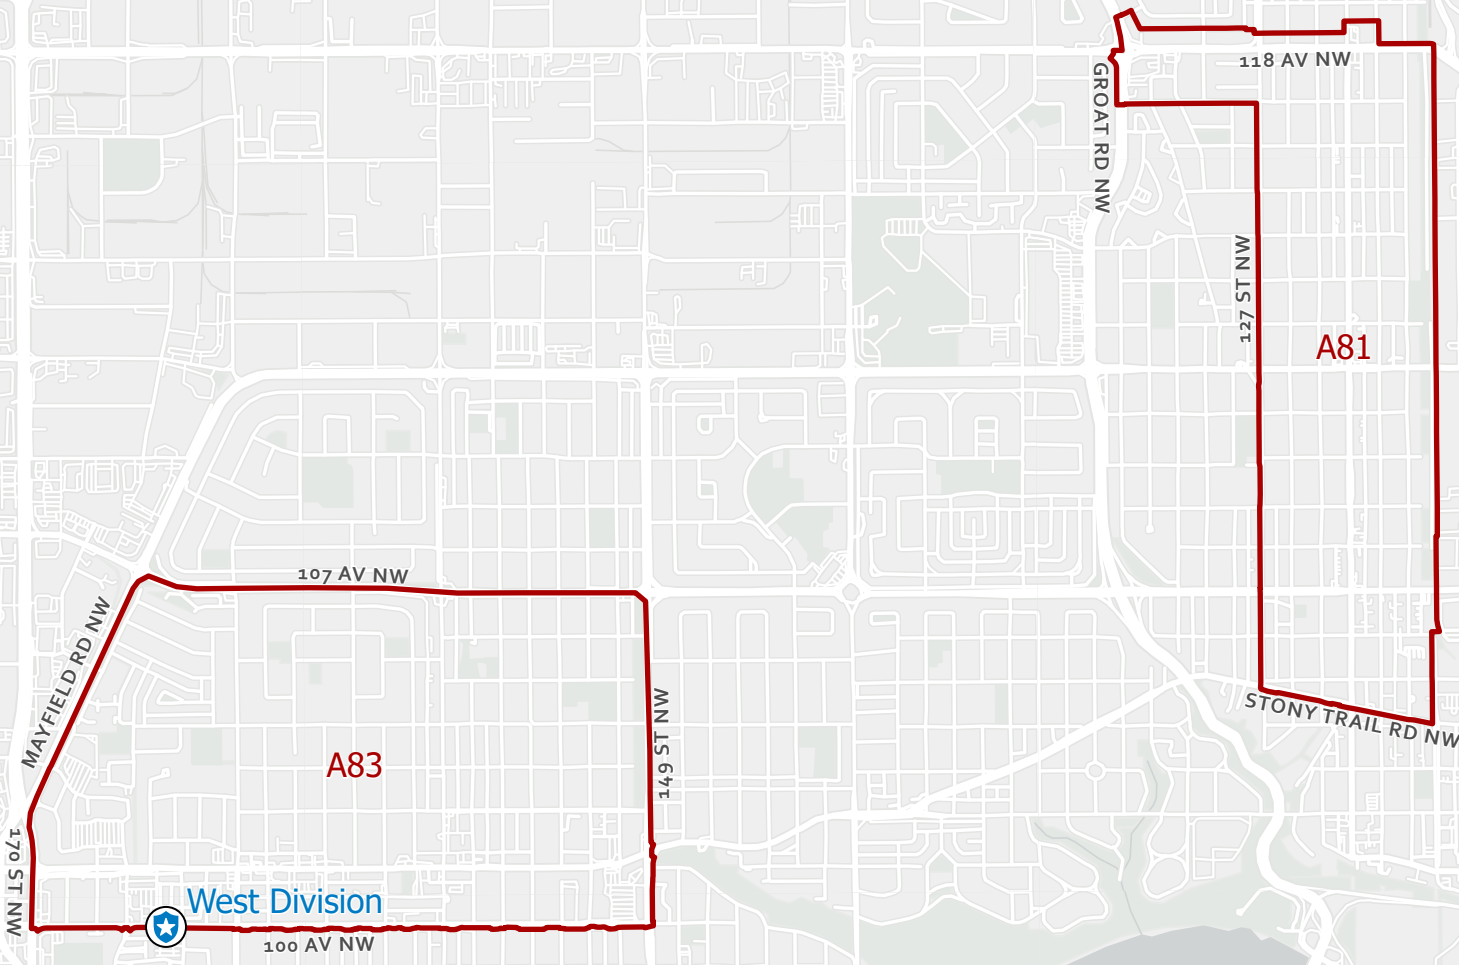 118 AV NW
GROAT RD NW
127 ST NW
A81
107 AV NW
MAYFIELD RD NW
149 ST NW
STONY TRAIL RD NW
A83
170 ST NW
West Division
100 AV NW